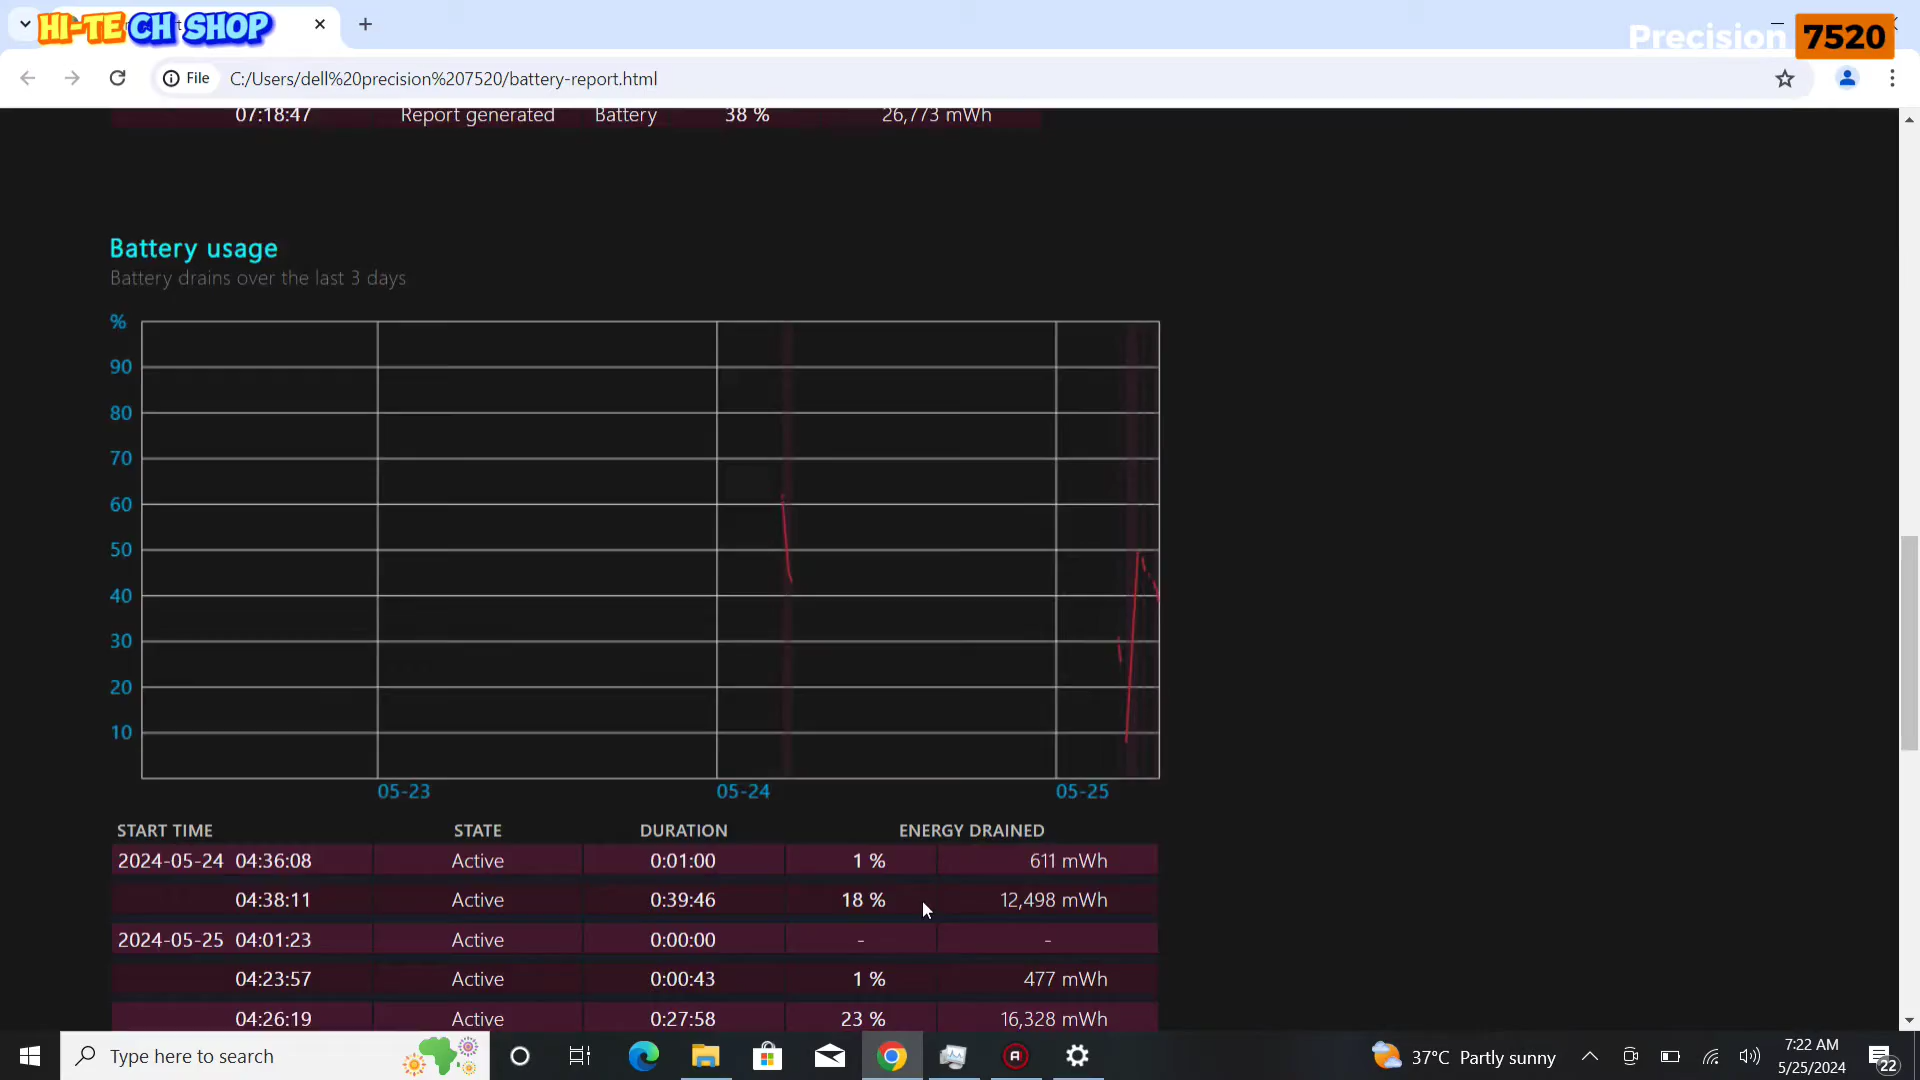 HI-TECH SHOP
Precision 7520
File C:/Users/dell%20precision%207520/battery-report.html
07:18:47 Report generated Battery 38 % 26,773 mWh
Battery usage
Battery drains over the last 3 days
%
90
80
70
60
50
40
30
20
10
05-23 05-24 05-25
START TIME STATE DURATION ENERGY DRAINED
2024-05-24 04:36:08 Active 0:01:00 1 % 611 mWh
04:38:11 Active 0:39:46 18 % 12,498 mWh
2024-05-25 04:01:23 Active 0:00:00 - -
04:23:57 Active 0:00:43 1 % 477 mWh
04:26:19 Active 0:27:58 23 % 16,328 mWh
Type here to search
37°C Partly sunny
7:22 AM
5/25/2024
22